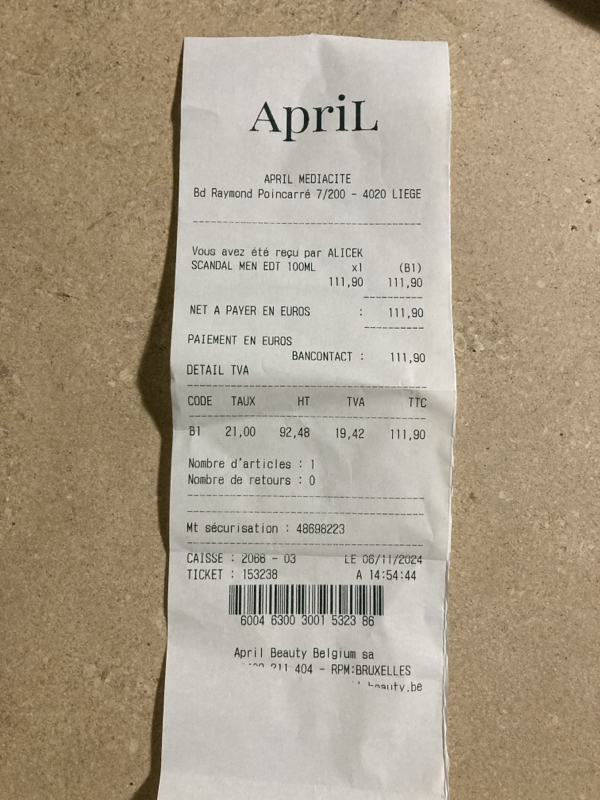 ApriL
APRIL MEDIACITE
Bd Raymond Poincarré 7/200 - 4020 LIEGE
Vous avez été reçu par ALICEK
SCANDAL MEN EDT 100ML x1 (B1)
111,90 111,90
NET A PAYER EN EUROS : 111,90
PAIEMENT EN EUROS
BANCONTACT : 111,90
DETAIL TVA
CODE TAUX HT TVA TTC
B1 21,00 92,48 19,42 111,90
Nombre d'articles : 1
Nombre de retours : 0
Mt sécurisation : 48698223
CAISSE : 2066 - 03 LE 06/11/2024
TICKET : 153238 A 14:54:44
6004 6300 3001 5323 86
April Beauty Belgium sa
211 404 - RPM:BRUXELLES
beauty.be